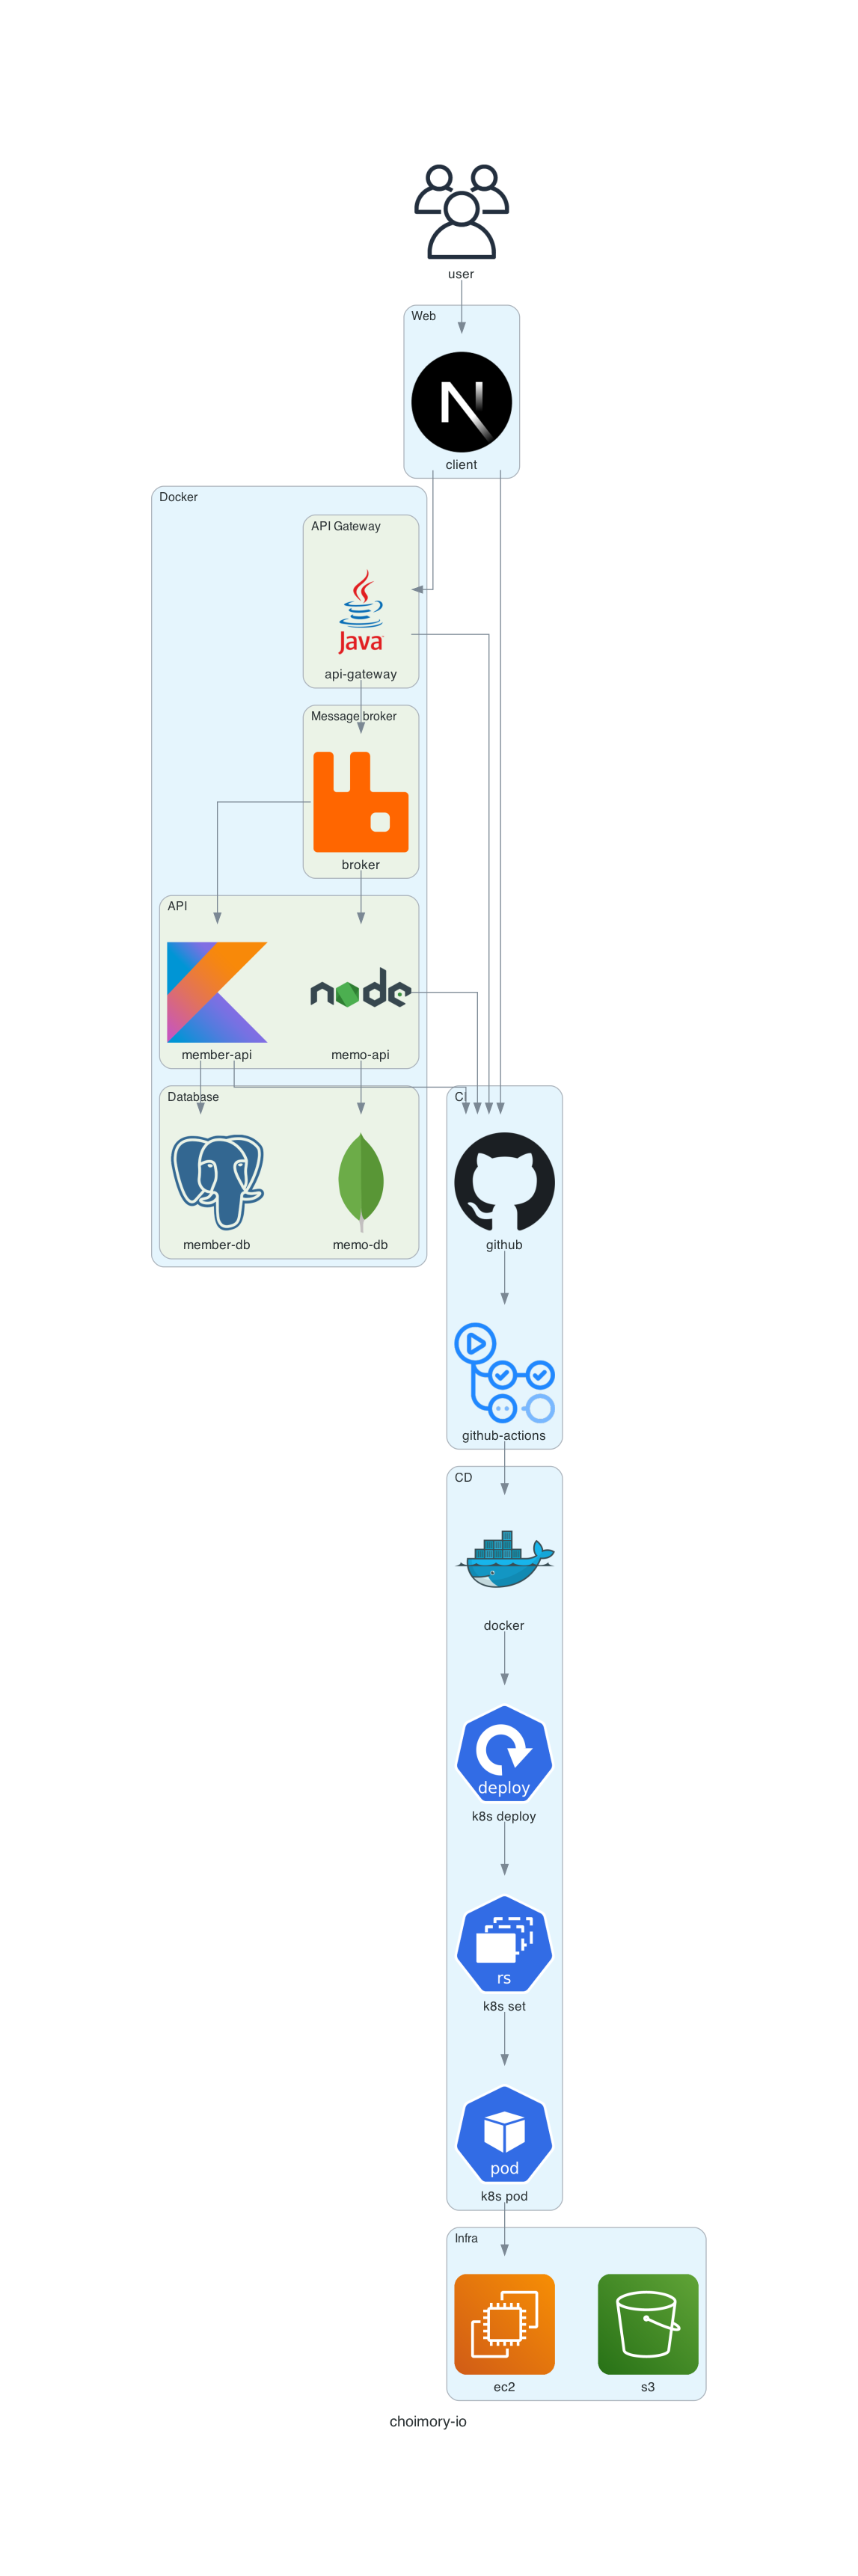 user
Web
client
Docker
API Gateway
Java
api-gateway
Message broker
broker
API
node
member-api
memo-api
Database
CI
member-db
memo-db
github
github-actions
CD
docker
deploy
k8s deploy
rs
k8s set
pod
k8s pod
Infra
ec2
s3
choimory-io